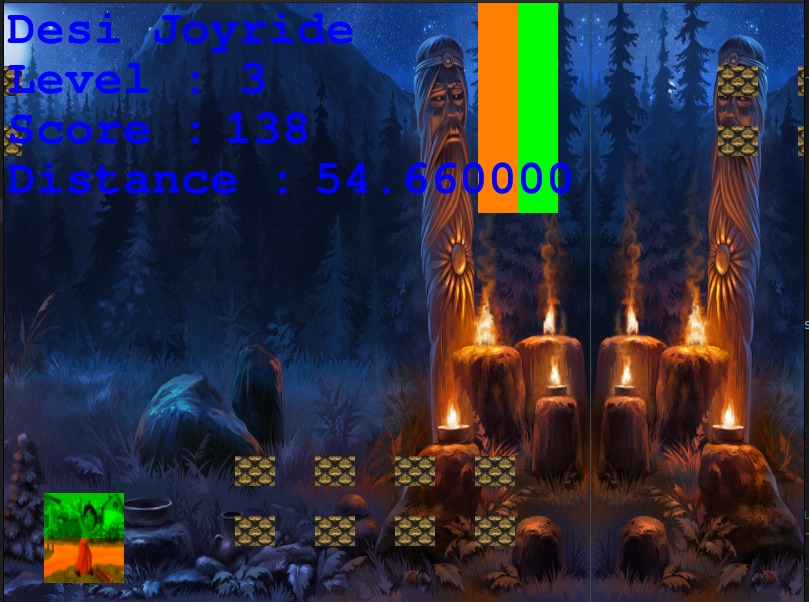 Desi Joyride
Level : 3
Score : 138
Distance : 54.660000